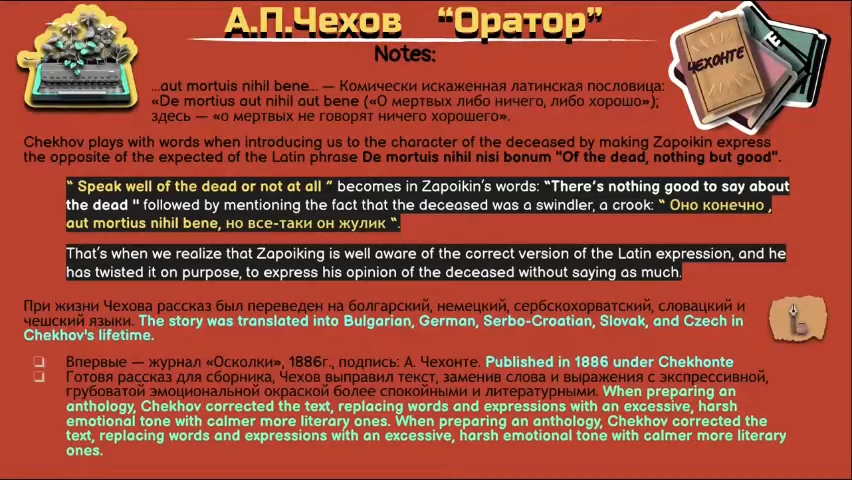 А.П.Чехов “Оратор”
Notes:
ЧЕХОНТЕ
...aut mortuis nihil bene... — Комически искаженная латинская пословица:
«De mortius aut nihil aut bene («О мертвых либо ничего, либо хорошо»);
здесь — «о мертвых не говорят ничего хорошего».
Chekhov plays with words when introducing us to the character of the deceased by making Zapoikin express
the opposite of the expected of the Latin phrase De mortuis nihil nisi bonum "Of the dead, nothing but good".
“ Speak well of the dead or not at all ” becomes in Zapoikin’s words: “There’s nothing good to say about
the dead " followed by mentioning the fact that the deceased was a swindler, a crook: “ Оно конечно ,
aut mortius nihil bene, но все-таки он жулик “.
That’s when we realize that Zapoiking is well aware of the correct version of the Latin expression, and he
has twisted it on purpose, to express his opinion of the deceased without saying as much.
При жизни Чехова рассказ был переведен на болгарский, немецкий, сербскохорватский, словацкий и
чешский языки. The story was translated into Bulgarian, German, Serbo-Croatian, Slovak, and Czech in
Chekhov's lifetime.
Впервые — журнал «Осколки», 1886г., подпись: А. Чехонте. Published in 1886 under Chekhonte
Готовя рассказ для сборника, Чехов выправил текст, заменив слова и выражения с экспрессивной,
грубоватой эмоциональной окраской более спокойными и литературными. When preparing an
anthology, Chekhov corrected the text, replacing words and expressions with an excessive, harsh
emotional tone with calmer more literary ones. When preparing an anthology, Chekhov corrected the
text, replacing words and expressions with an excessive, harsh emotional tone with calmer more literary
ones.